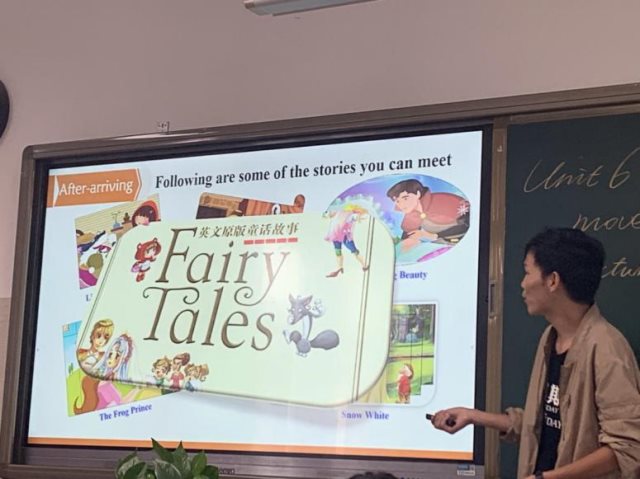 After-arriving
Following are some of the stories you can meet
英文原版童话故事
Fairy
Tales
Beauty
The Frog Prince
Snow White
Unit 6
move